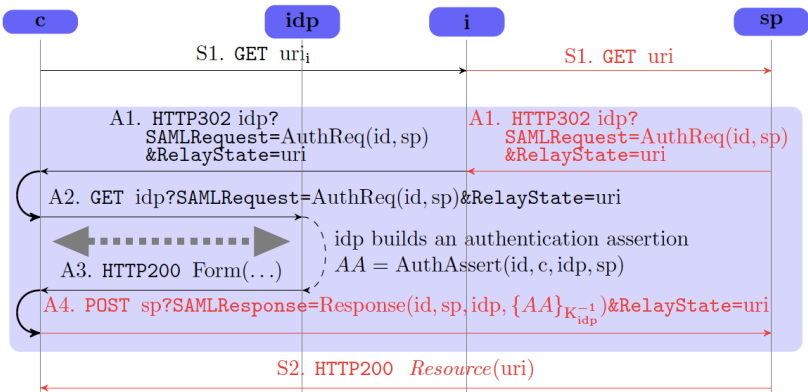 c idp i sp
S1. GET uri_i S1. GET uri
A1. HTTP302 idp? A1. HTTP302 idp?
SAMLRequest=AuthReq(id, sp) SAMLRequest=AuthReq(id, sp)
&RelayState=uri &RelayState=uri
A2. GET idp?SAMLRequest=AuthReq(id, sp)&RelayState=uri
idp builds an authentication assertion
AA = AuthAssert(id, c, idp, sp)
A3. HTTP200 Form(...)
A4. POST sp?SAMLResponse=Response(id, sp, idp, {AA}_{K_{idp}^{-1}})&RelayState=uri
S2. HTTP200 Resource(uri)